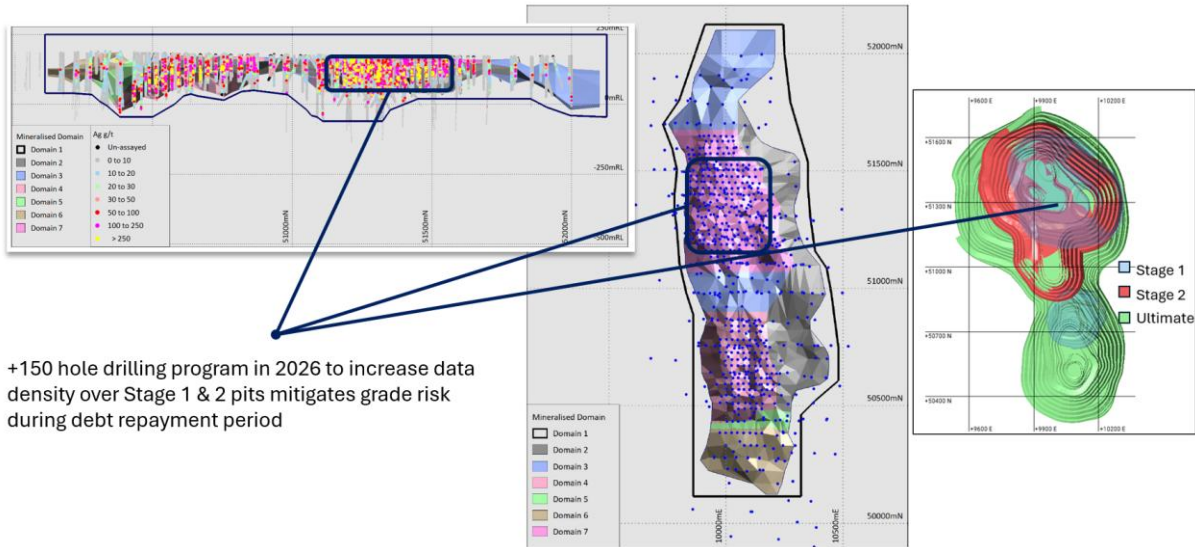 250mRL
0mRL
-250mRL
-500mRL
51000mN
51500mN
52000mN
Mineralised Domain
Domain 1
Domain 2
Domain 3
Domain 4
Domain 5
Domain 6
Domain 7
Ag g/t
Un-assayed
0 to 10
10 to 20
20 to 30
30 to 50
50 to 100
100 to 250
> 250
+150 hole drilling program in 2026 to increase data
density over Stage 1 & 2 pits mitigates grade risk
during debt repayment period
52000mN
51500mN
51000mN
50500mN
50000mN
10000mE
10500mE
Mineralised Domain
Domain 1
Domain 2
Domain 3
Domain 4
Domain 5
Domain 6
Domain 7
+9600 E
+9900 E
+10200 E
+51600 N
+51300 N
+51000 N
+50700 N
+50400 N
+9600 E
+9900 E
+10200 E
Stage 1
Stage 2
Ultimate